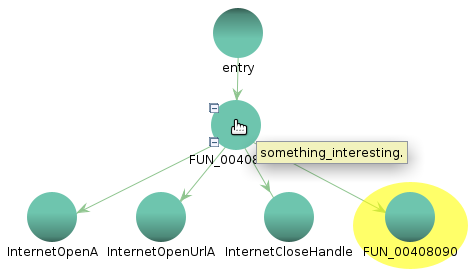 entry
FUN_00408
something_interesting.
InternetOpenA
InternetOpenUrlA
InternetCloseHandle
FUN_00408090